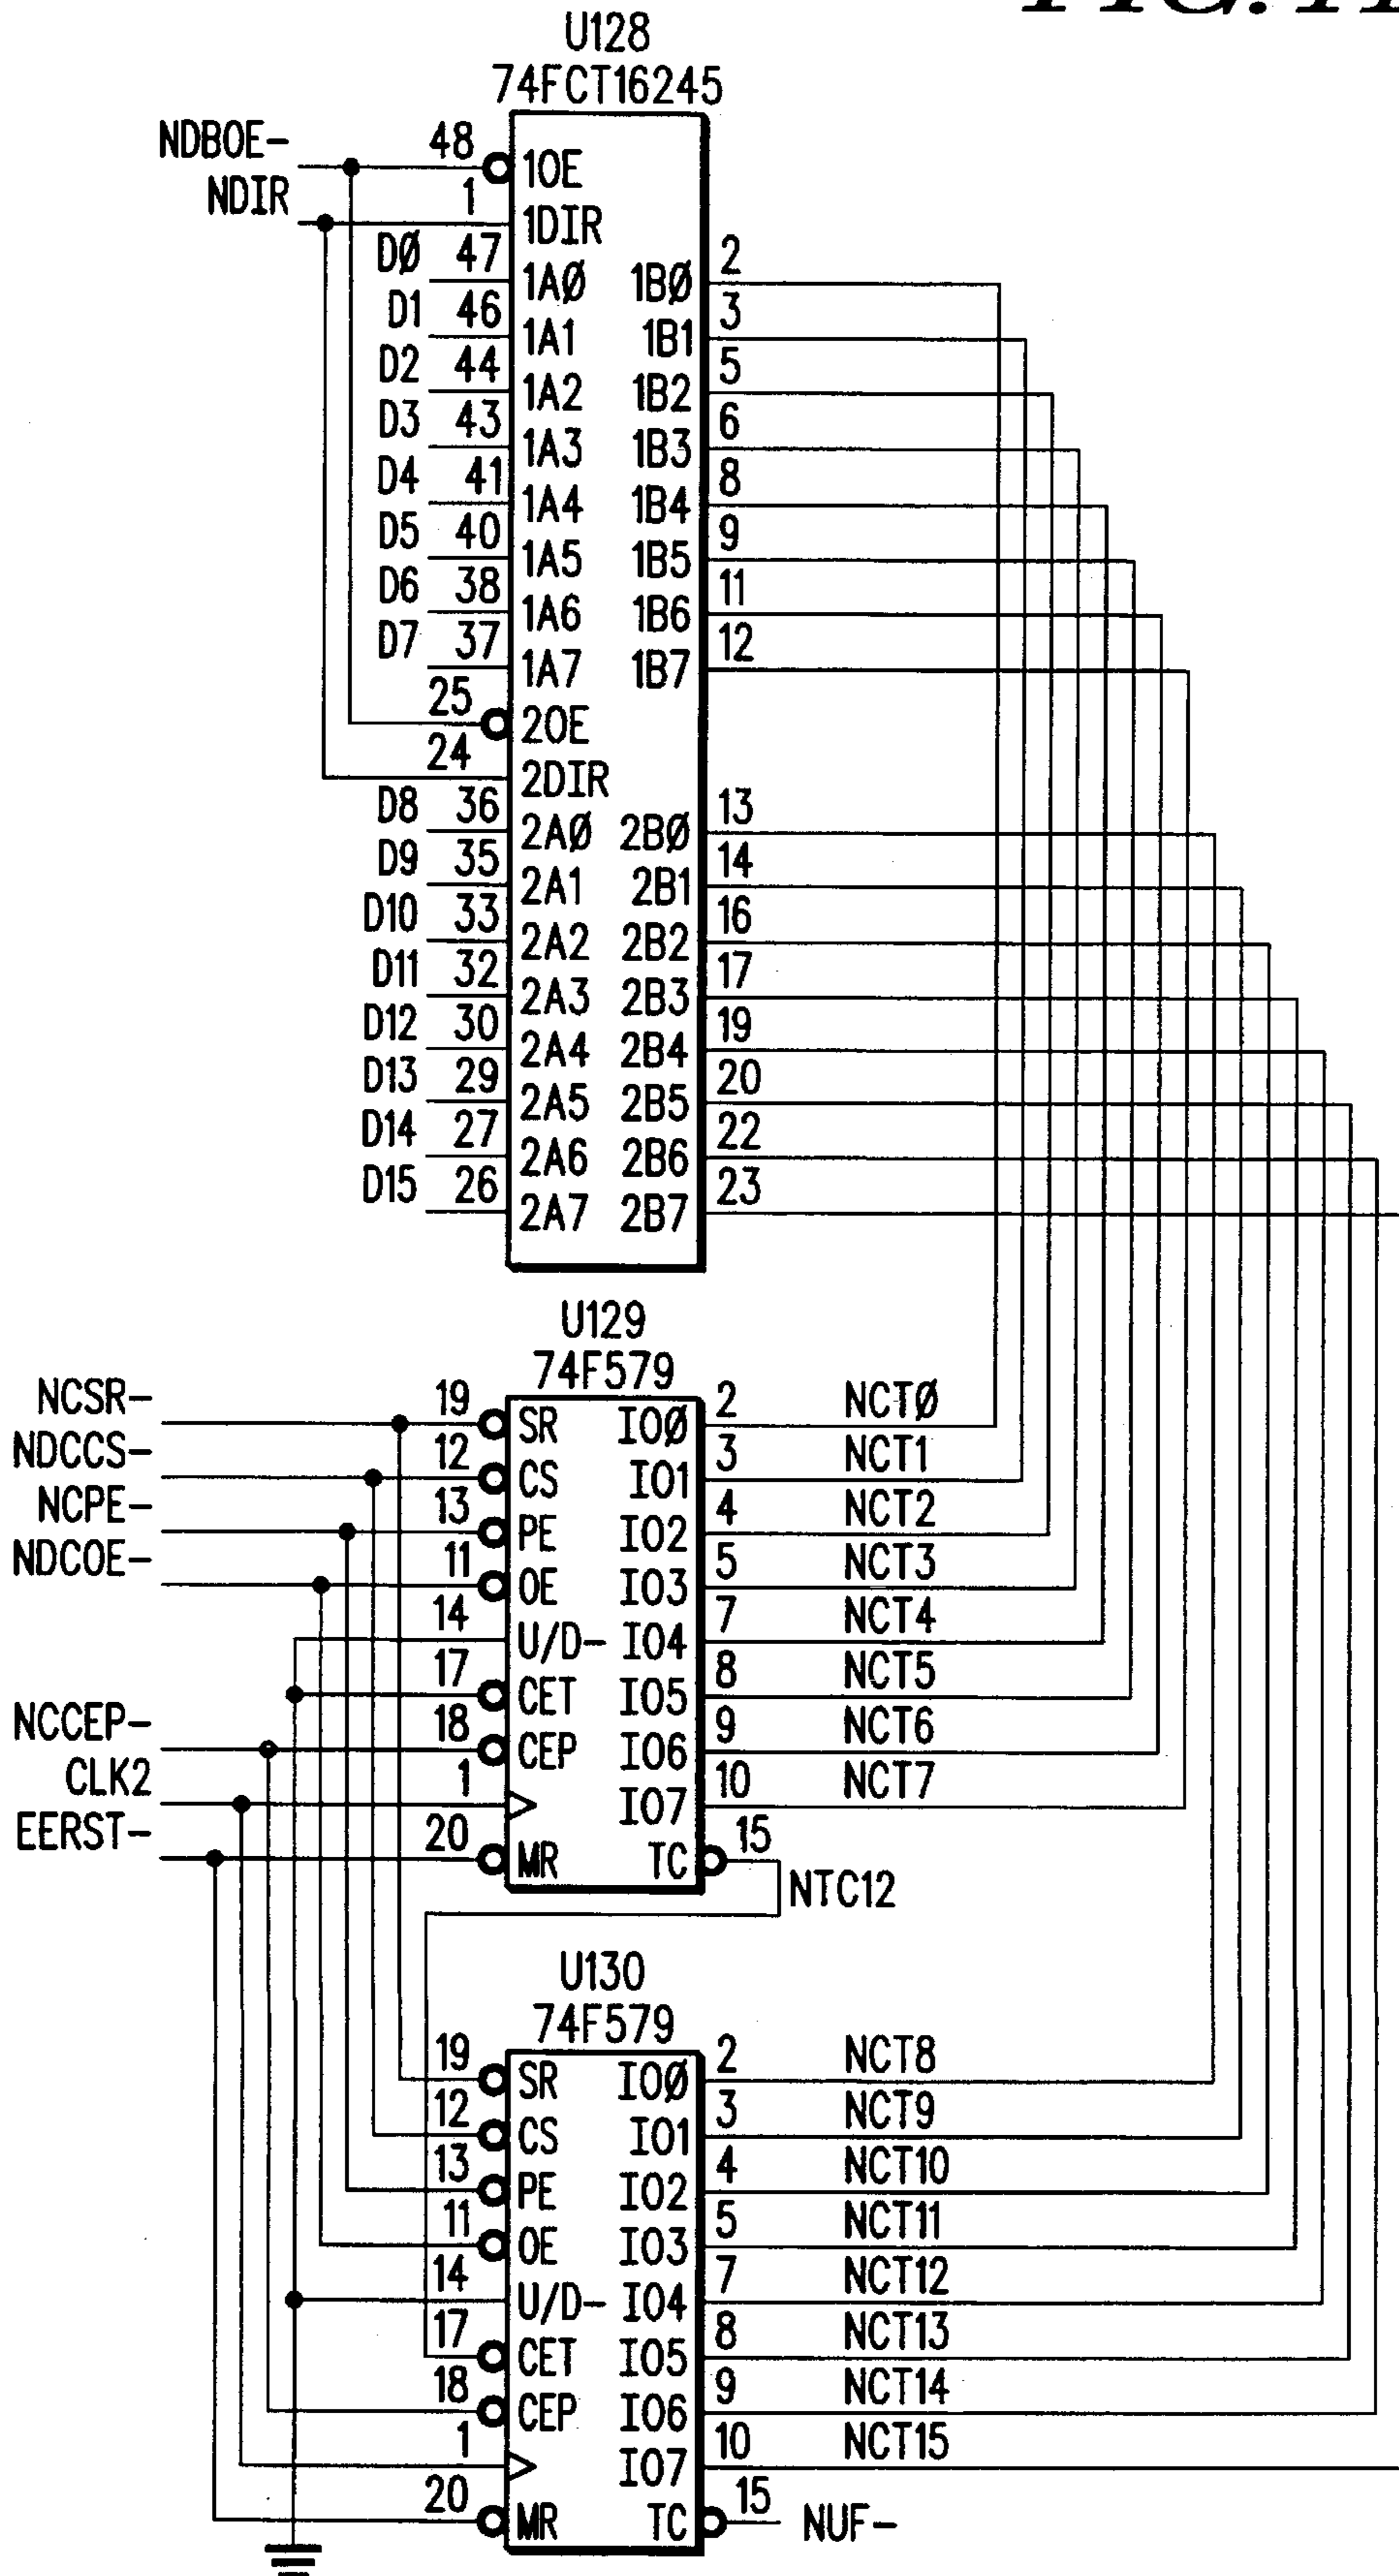 U128
74FCT16245
NDBOE- 48 1OE
NDIR 1 1DIR
DØ 47 1AØ 1BØ 2
D1 46 1A1 1B1 3
D2 44 1A2 1B2 5
D3 43 1A3 1B3 6
D4 41 1A4 1B4 8
D5 40 1A5 1B5 9
D6 38 1A6 1B6 11
D7 37 1A7 1B7 12
25 2OE
24 2DIR
D8 36 2AØ 2BØ 13
D9 35 2A1 2B1 14
D10 33 2A2 2B2 16
D11 32 2A3 2B3 17
D12 30 2A4 2B4 19
D13 29 2A5 2B5 20
D14 27 2A6 2B6 22
D15 26 2A7 2B7 23
U129
74F579
NCSR- 19 SR IOØ 2 NCTØ
NDCCS- 12 CS IO1 3 NCT1
NCPE- 13 PE IO2 4 NCT2
NDCOE- 11 OE IO3 5 NCT3
14 U/D- IO4 7 NCT4
17 CET IO5 8 NCT5
NCCEP- 18 CEP IO6 9 NCT6
CLK2 1 IO7 10 NCT7
EERST- 20 MR TC 15
NTC12
U130
74F579
19 SR IOØ 2 NCT8
12 CS IO1 3 NCT9
13 PE IO2 4 NCT10
11 OE IO3 5 NCT11
14 U/D- IO4 7 NCT12
17 CET IO5 8 NCT13
18 CEP IO6 9 NCT14
1 IO7 10 NCT15
20 MR TC 15 NUF-